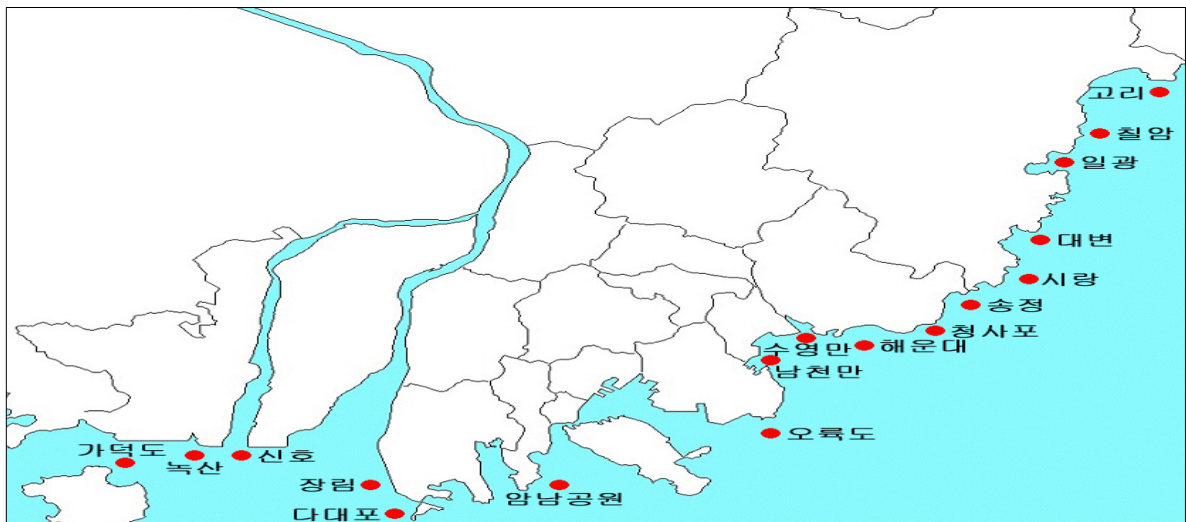 고리
칠암
일광
대변
시랑
송정
청사포
해운대
수영만
남천만
오륙도
가덕도
녹산
신호
장림
암남공원
다대포